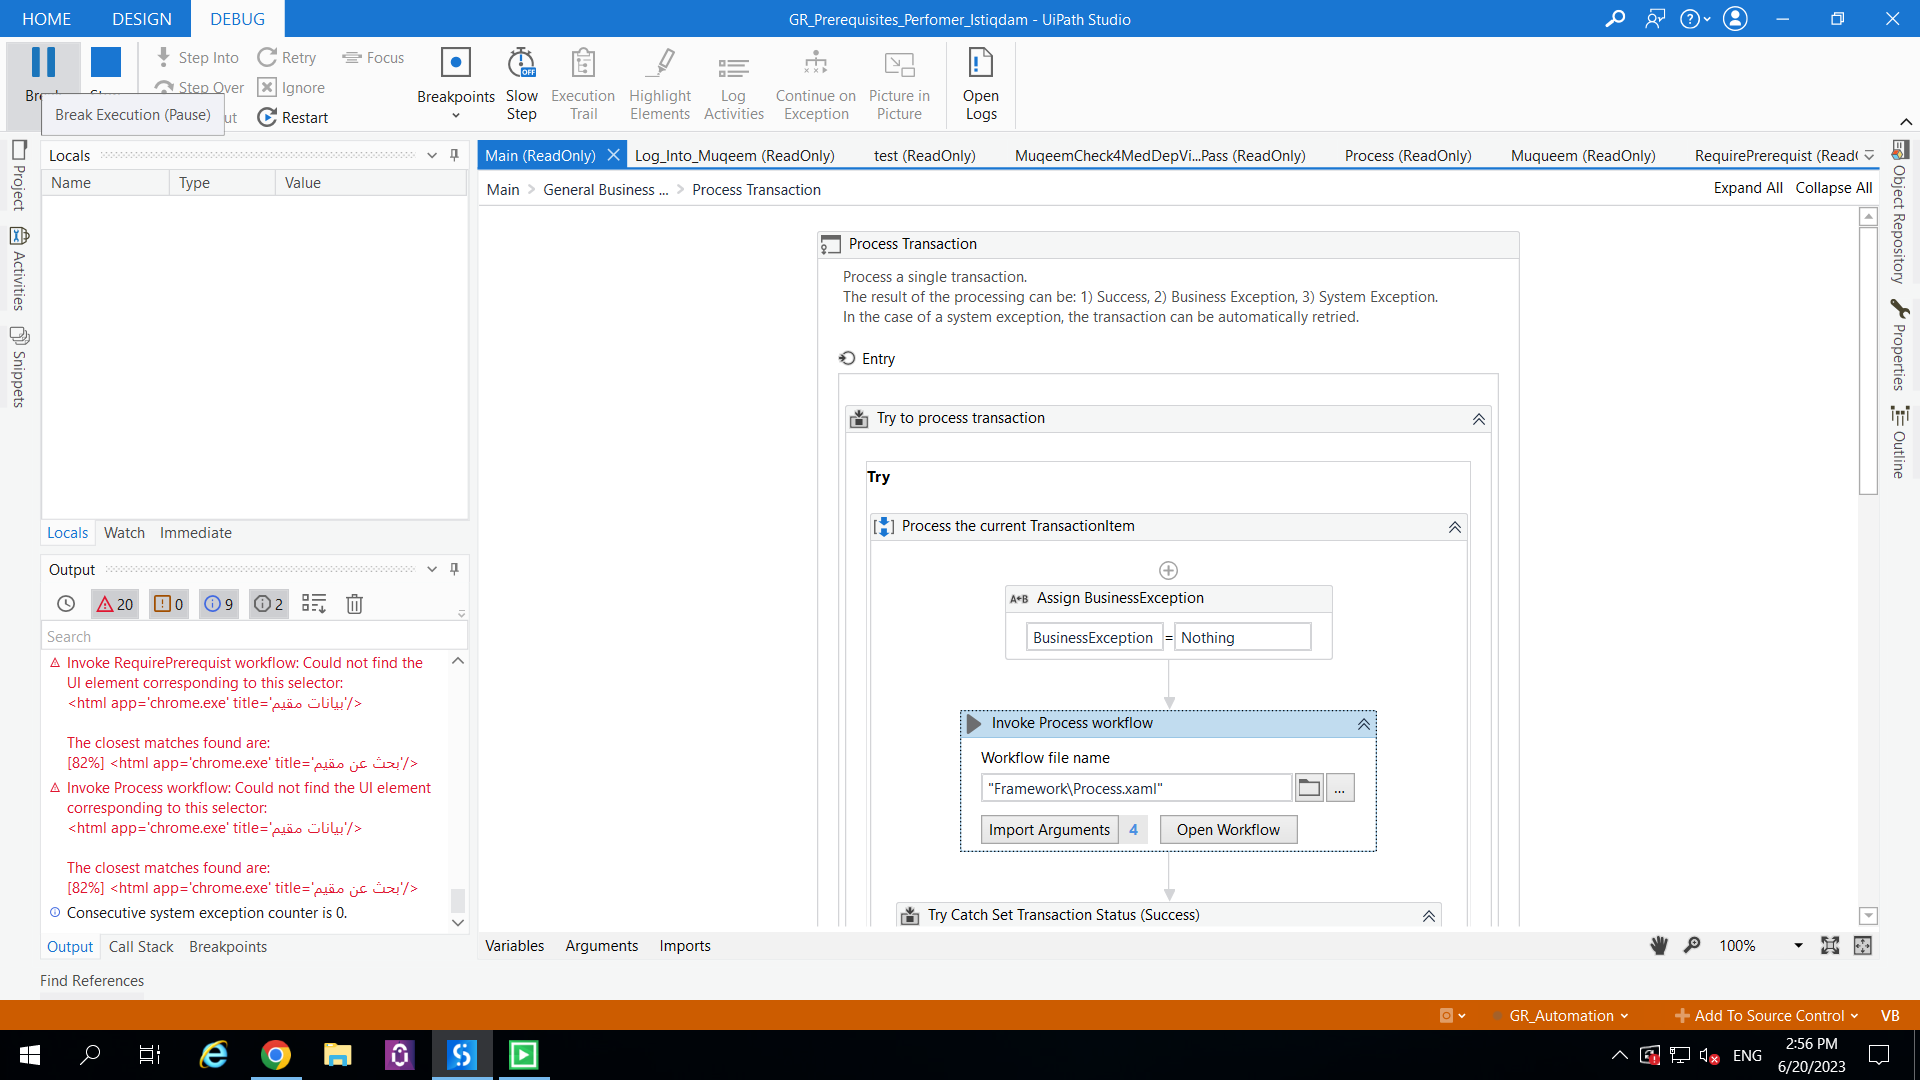 HOME DESIGN DEBUG
GR_Prerequisites_Perfomer_Istiqdam - UiPath Studio
Step Into Retry Focus
Step Over Ignore
Restart
Break Execution (Pause)
Breakpoints
Slow Step
Execution Trail
Highlight Elements
Log Activities
Continue on Exception
Picture in Picture
Open Logs
OFF
Project
Activities
Snippets
Locals
Name Type Value
Locals Watch Immediate
Output
20 0 9 2
Search
Invoke RequirePrerequist workflow: Could not find the
UI element corresponding to this selector:
<html app='chrome.exe' title='بيانات مقيم'/>
The closest matches found are:
[82%] <html app='chrome.exe' title='بحث عن مقيم'/>
Invoke Process workflow: Could not find the UI element
corresponding to this selector:
<html app='chrome.exe' title='بيانات مقيم'/>
The closest matches found are:
[82%] <html app='chrome.exe' title='بحث عن مقيم'/>
Consecutive system exception counter is 0.
Output Call Stack Breakpoints
Find References
Main (ReadOnly) Log_Into_Muqeem (ReadOnly) test (ReadOnly) MuqeemCheck4MedDepVi...Pass (ReadOnly) Process (ReadOnly) Muqueem (ReadOnly) RequirePrerequist (Read
Main > General Business ... > Process Transaction
Expand All Collapse All
Process Transaction
Process a single transaction.
The result of the processing can be: 1) Success, 2) Business Exception, 3) System Exception.
In the case of a system exception, the transaction can be automatically retried.
Entry
Try to process transaction
Try
Process the current TransactionItem
A+B Assign BusinessException
BusinessException = Nothing
Invoke Process workflow
Workflow file name
"Framework\Process.xaml"
...
Import Arguments 4 Open Workflow
Try Catch Set Transaction Status (Success)
Variables Arguments Imports
100%
Object Repository
Properties
Outline
GR_Automation Add To Source Control VB
ENG
2:56 PM
6/20/2023